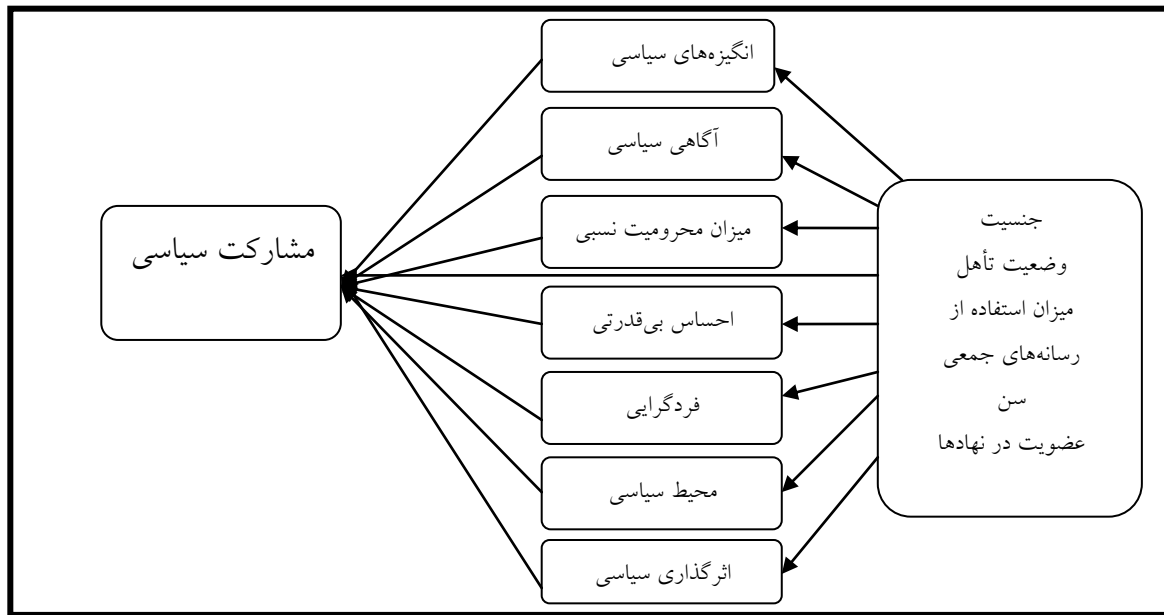 انگیزه‌های سیاسی
آگاهی سیاسی
میزان محرومیت نسبی
احساس بی‌قدرتی
فردگرایی
محیط سیاسی
اثرگذاری سیاسی
مشارکت سیاسی
جنسیت
وضعیت تأهل
میزان استفاده از
رسانه‌های جمعی
سن
عضویت در نهادها